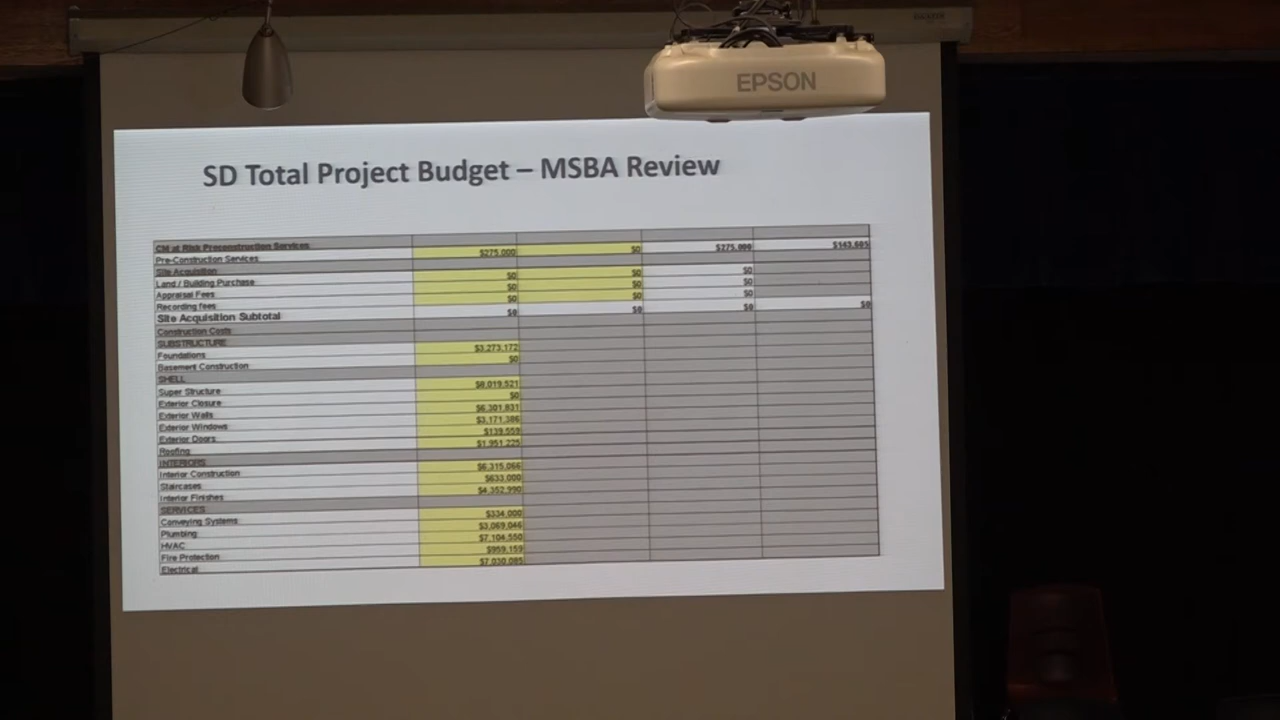 EPSON
SD Total Project Budget – MSBA Review
CM at Risk Preconstruction Services
Pre-Construction Services $275,000 $0 $275,000 $143,605
Site Acquisition
Land / Building Purchase $0 $0 $0
Appraisal Fees $0 $0 $0
Recording fees $0 $0 $0
Site Acquisition Subtotal $0 $0 $0 $0
Construction Costs
SUBSTRUCTURE
Foundations $3,273,172
Basement Construction $0
SHELL
Super Structure $8,019,521
Exterior Closure $0
Exterior Walls $6,301,831
Exterior Windows $3,171,386
Exterior Doors $139,559
Roofing $1,951,225
INTERIORS
Interior Construction $6,315,066
Staircases $633,000
Interior Finishes $4,352,990
SERVICES
Conveying Systems $334,000
Plumbing $3,069,046
HVAC $7,104,550
Fire Protection $959,159
Electrical $7,030,085